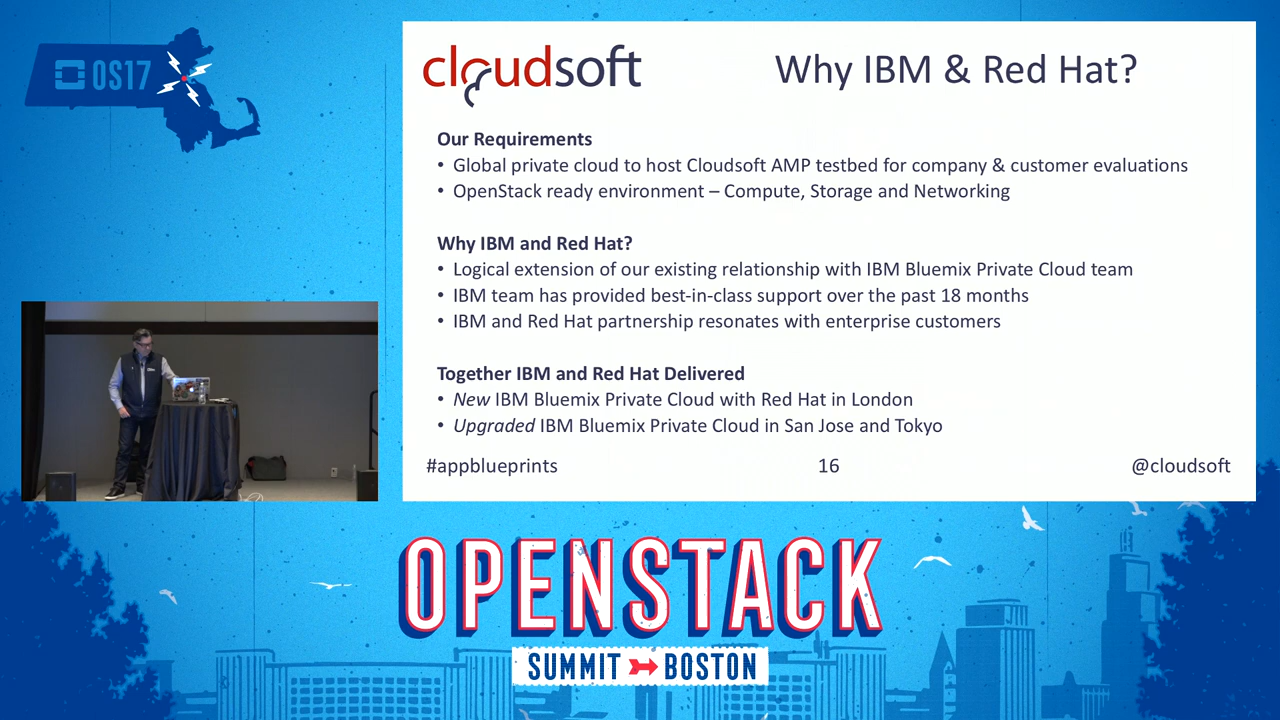 OS17
cloudsoft
Why IBM & Red Hat?
Our Requirements
• Global private cloud to host Cloudsoft AMP testbed for company & customer evaluations
• OpenStack ready environment – Compute, Storage and Networking
Why IBM and Red Hat?
• Logical extension of our existing relationship with IBM Bluemix Private Cloud team
• IBM team has provided best-in-class support over the past 18 months
• IBM and Red Hat partnership resonates with enterprise customers
Together IBM and Red Hat Delivered
• New IBM Bluemix Private Cloud with Red Hat in London
• Upgraded IBM Bluemix Private Cloud in San Jose and Tokyo
#appblueprints 16 @cloudsoft
OPENSTACK
SUMMIT BOSTON